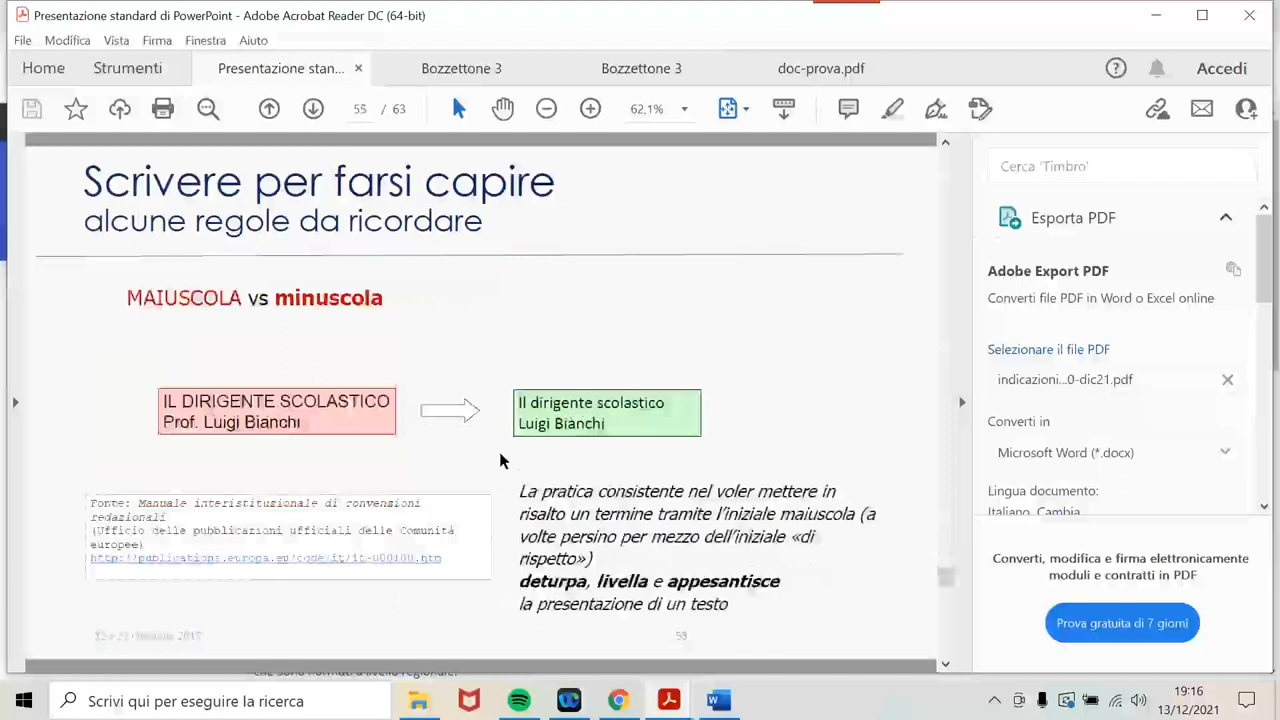 Presentazione standard di PowerPoint - Adobe Acrobat Reader DC (64-bit)
File Modifica Vista Firma Finestra Aiuto
Home Strumenti Presentazione stan... × Bozzettone 3 Bozzettone 3 doc-prova.pdf Accedi
/ 63 62,1%
Scrivere per farsi capire
alcune regole da ricordare
MAIUSCOLA vs minuscola
IL DIRIGENTE SCOLASTICO
Prof. Luigi Bianchi
Il dirigente scolastico
Luigi Bianchi
Fonte: Manuale interistituzionale di convenzioni
redazionali
(Ufficio delle pubblicazioni ufficiali delle Comunità
europee)
La pratica consistente nel voler mettere in
risalto un termine tramite l'iniziale maiuscola (a
volte persino per mezzo dell'iniziale «di
rispetto»)
deturpa, livella e appesantisce
la presentazione di un testo
Cerca 'Timbro'
Esporta PDF
Adobe Export PDF
Converti file PDF in Word o Excel online
Selezionare il file PDF
indicazioni...0-dic21.pdf
Converti in
Microsoft Word (*.docx)
Lingua documento:
Italiano Cambia
Converti, modifica e firma elettronicamente
moduli e contratti in PDF
Prova gratuita di 7 giorni
Scrivi qui per eseguire la ricerca
19:16
13/12/2021